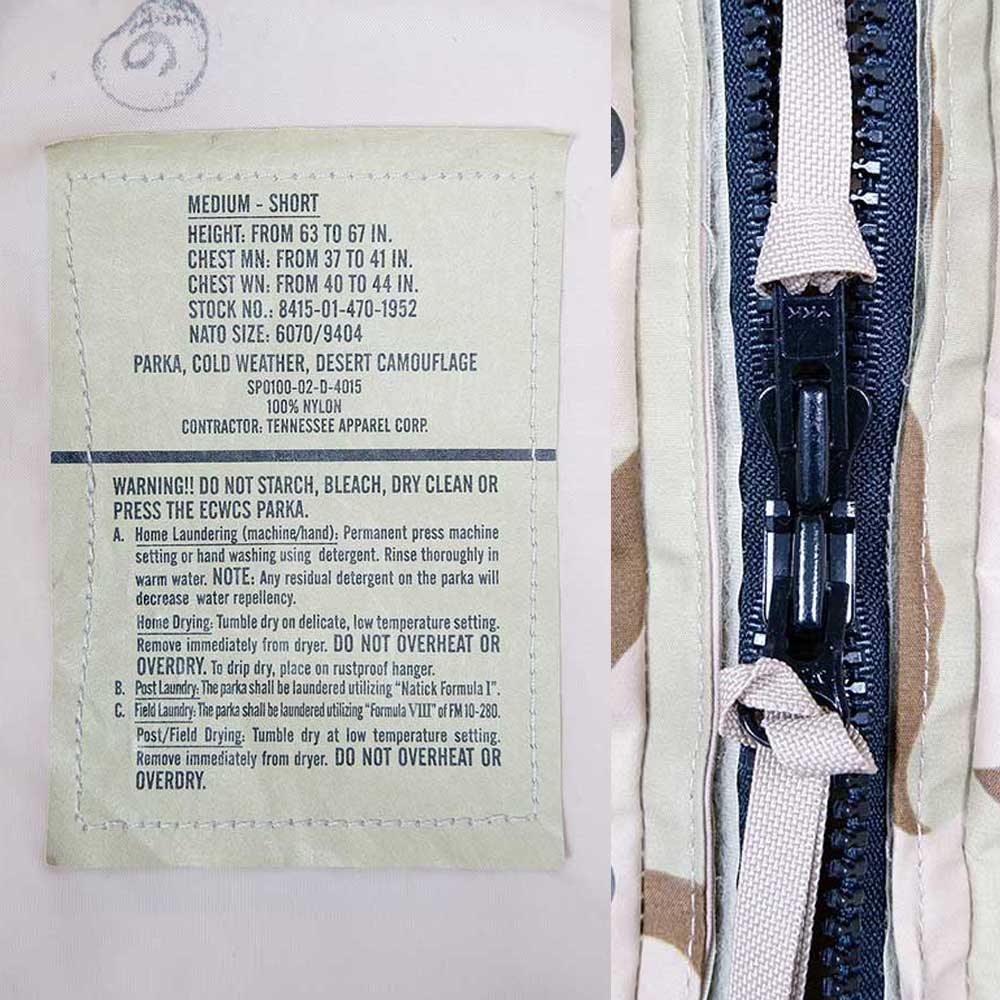 6
MEDIUM - SHORT
HEIGHT: FROM 63 TO 67 IN.
CHEST MN: FROM 37 TO 41 IN.
CHEST WN: FROM 40 TO 44 IN.
STOCK NO.: 8415-01-470-1952
NATO SIZE: 6070/9404
PARKA, COLD WEATHER, DESERT CAMOUFLAGE
SP0100-02-D-4015
100% NYLON
CONTRACTOR: TENNESSEE APPAREL CORP.
WARNING!! DO NOT STARCH, BLEACH, DRY CLEAN OR
PRESS THE ECWCS PARKA.
A. Home Laundering (machine/hand): Permanent press machine
setting or hand washing using detergent. Rinse thoroughly in
warm water. NOTE: Any residual detergent on the parka will
decrease water repellency.
Home Drying: Tumble dry on delicate, low temperature setting.
Remove immediately from dryer. DO NOT OVERHEAT OR
OVERDRY. To drip dry, place on rustproof hanger.
B. Post Laundry: The parka shall be laundered utilizing "Natick Formula I".
C. Field Laundry: The parka shall be laundered utilizing "Formula VIII" of FM 10-280.
Post/Field Drying: Tumble dry at low temperature setting.
Remove immediately from dryer. DO NOT OVERHEAT OR
OVERDRY.
YKK